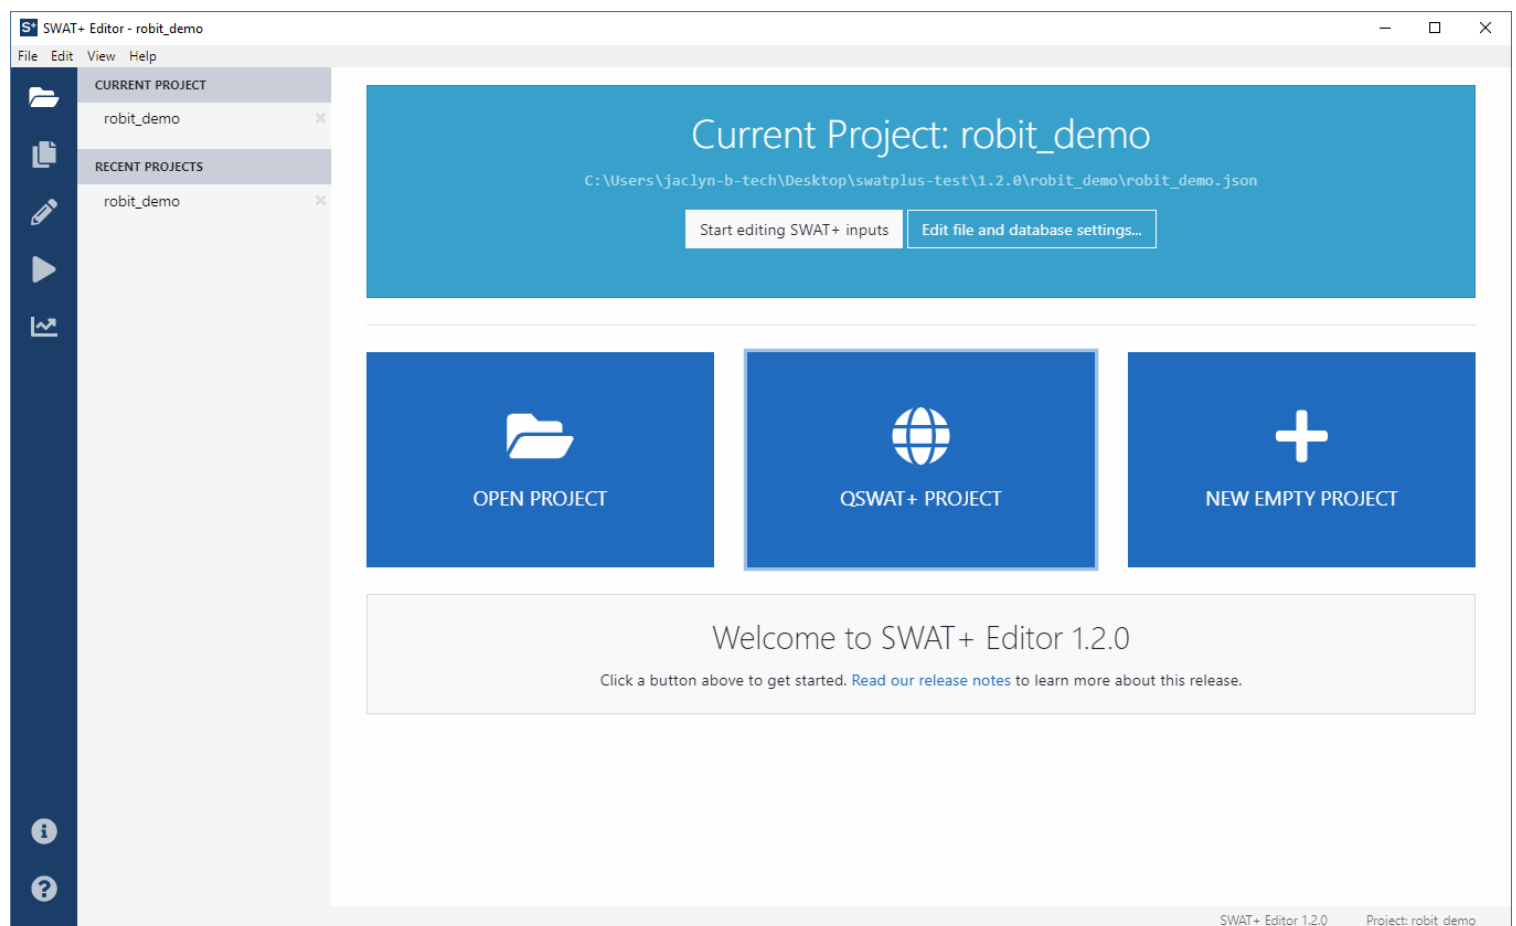 S+ SWAT+ Editor - robit_demo
File Edit View Help
CURRENT PROJECT
robit_demo
RECENT PROJECTS
robit_demo
Current Project: robit_demo
C:\Users\jaclyn-b-tech\Desktop\swatplus-test\1.2.0\robit_demo\robit_demo.json
Start editing SWAT+ inputs Edit file and database settings...
OPEN PROJECT QSWAT+ PROJECT NEW EMPTY PROJECT
Welcome to SWAT+ Editor 1.2.0
Click a button above to get started. Read our release notes to learn more about this release.
SWAT+ Editor 1.2.0 Project: robit_demo